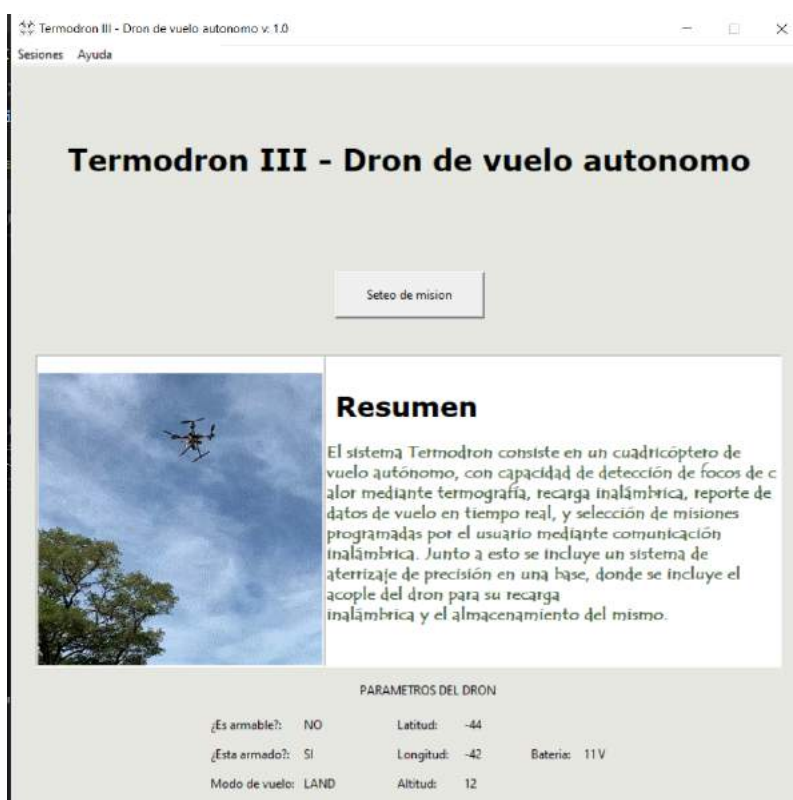 Termodron III - Dron de vuelo autonomo v: 1.0
Sesiones Ayuda
Termodron III - Dron de vuelo autonomo
Seteo de mision
Resumen
El sistema Termodron consiste en un cuadricóptero de
vuelo autónomo, con capacidad de detección de focos de c
alor mediante termografía, recarga inalámbrica, reporte de
datos de vuelo en tiempo real, y selección de misiones
programadas por el usuario mediante comunicación
inalámbrica. Junto a esto se incluye un sistema de
aterrizaje de precisión en una base, donde se incluye el
acople del dron para su recarga
inalámbrica y el almacenamiento del mismo.
PARAMETROS DEL DRON
¿Es armable?: NO Latitud: -44
¿Esta armado?: SI Longitud: -42 Bateria: 11 V
Modo de vuelo: LAND Altitud: 12